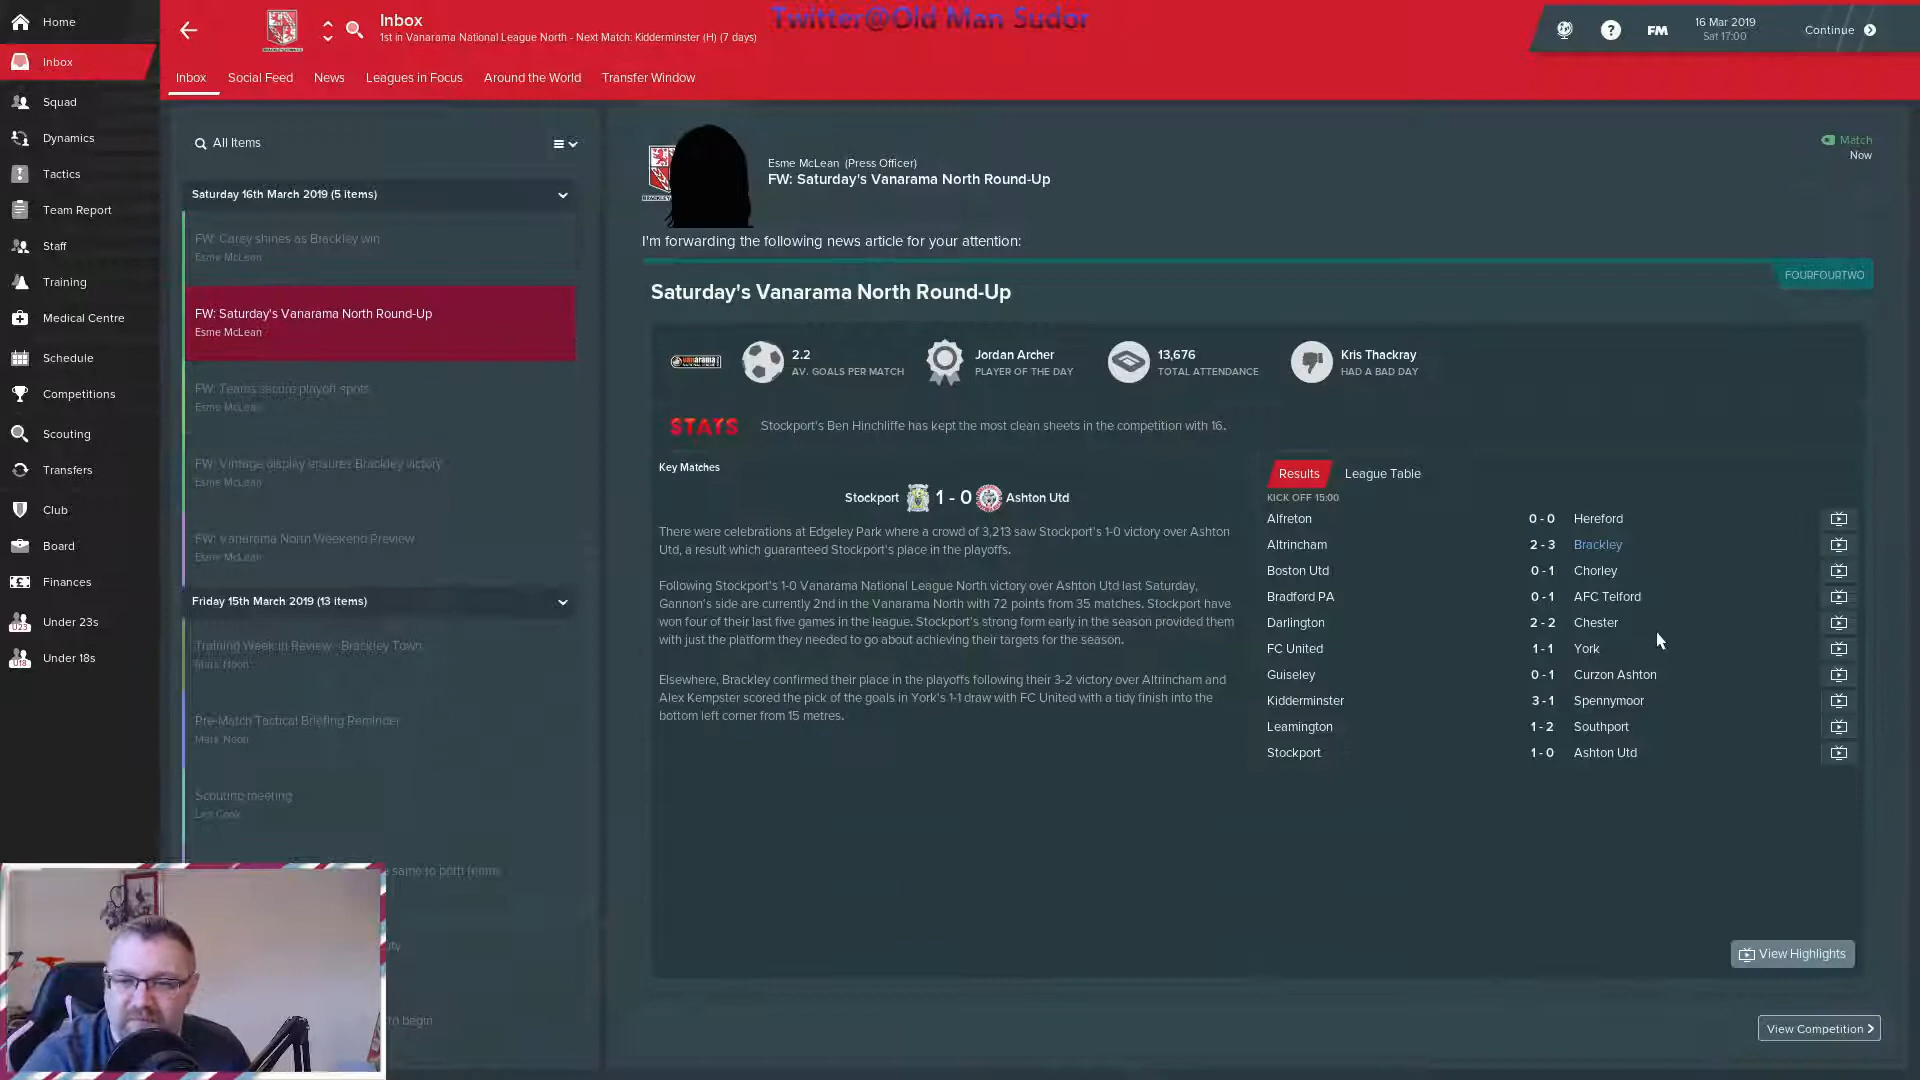 Home
Inbox
Squad
Dynamics
Tactics
Team Report
Staff
Training
Medical Centre
Schedule
Competitions
Scouting
Transfers
Club
Board
Finances
Under 23s
Under 18s
Inbox
1st in Vanarama National League North - Next Match: Kidderminster (H) (7 days)
Twitter@Old Man Sudor
FM
16 Mar 2019
Sat 17:00
Continue
Inbox
Social Feed
News
Leagues in Focus
Around the World
Transfer Window
All Items
Saturday 16th March 2019 (5 items)
FW: Carey shines as Brackley win
Esme McLean
FW: Saturday's Vanarama North Round-Up
Esme McLean
FW: Teams secure playoff spots
Esme McLean
FW: Vintage display ensures Brackley victory
Esme McLean
FW: Vanarama North Weekend Preview
Esme McLean
Friday 15th March 2019 (13 items)
Training Week in Review - Brackley Town
Mark Noon
Pre-Match Tactical Briefing Reminder
Mark Noon
Scouting meeting
Lee Cook
to begin
Esme McLean (Press Officer)
FW: Saturday's Vanarama North Round-Up
Match
Now
I'm forwarding the following news article for your attention:
FOURFOURTWO
Saturday's Vanarama North Round-Up
2.2
AV. GOALS PER MATCH
Jordan Archer
PLAYER OF THE DAY
13,676
TOTAL ATTENDANCE
Kris Thackray
HAD A BAD DAY
STAYS
Stockport's Ben Hinchliffe has kept the most clean sheets in the competition with 16.
Key Matches
Stockport 1 - 0 Ashton Utd
There were celebrations at Edgeley Park where a crowd of 3,213 saw Stockport's 1-0 victory over Ashton
Utd, a result which guaranteed Stockport's place in the playoffs.
Following Stockport's 1-0 Vanarama National League North victory over Ashton Utd last Saturday,
Gannon's side are currently 2nd in the Vanarama North with 72 points from 35 matches. Stockport have
won four of their last five games in the league. Stockport's strong form early in the season provided them
with just the platform they needed to go about achieving their targets for the season.
Elsewhere, Brackley confirmed their place in the playoffs following their 3-2 victory over Altrincham and
Alex Kempster scored the pick of the goals in York's 1-1 draw with FC United with a tidy finish into the
bottom left corner from 15 metres.
Results
League Table
KICK OFF 15:00
Alfreton 0 - 0 Hereford
Altrincham 2 - 3 Brackley
Boston Utd 0 - 1 Chorley
Bradford PA 0 - 1 AFC Telford
Darlington 2 - 2 Chester
FC United 1 - 1 York
Guiseley 0 - 1 Curzon Ashton
Kidderminster 3 - 1 Spennymoor
Leamington 1 - 2 Southport
Stockport 1 - 0 Ashton Utd
View Highlights
View Competition